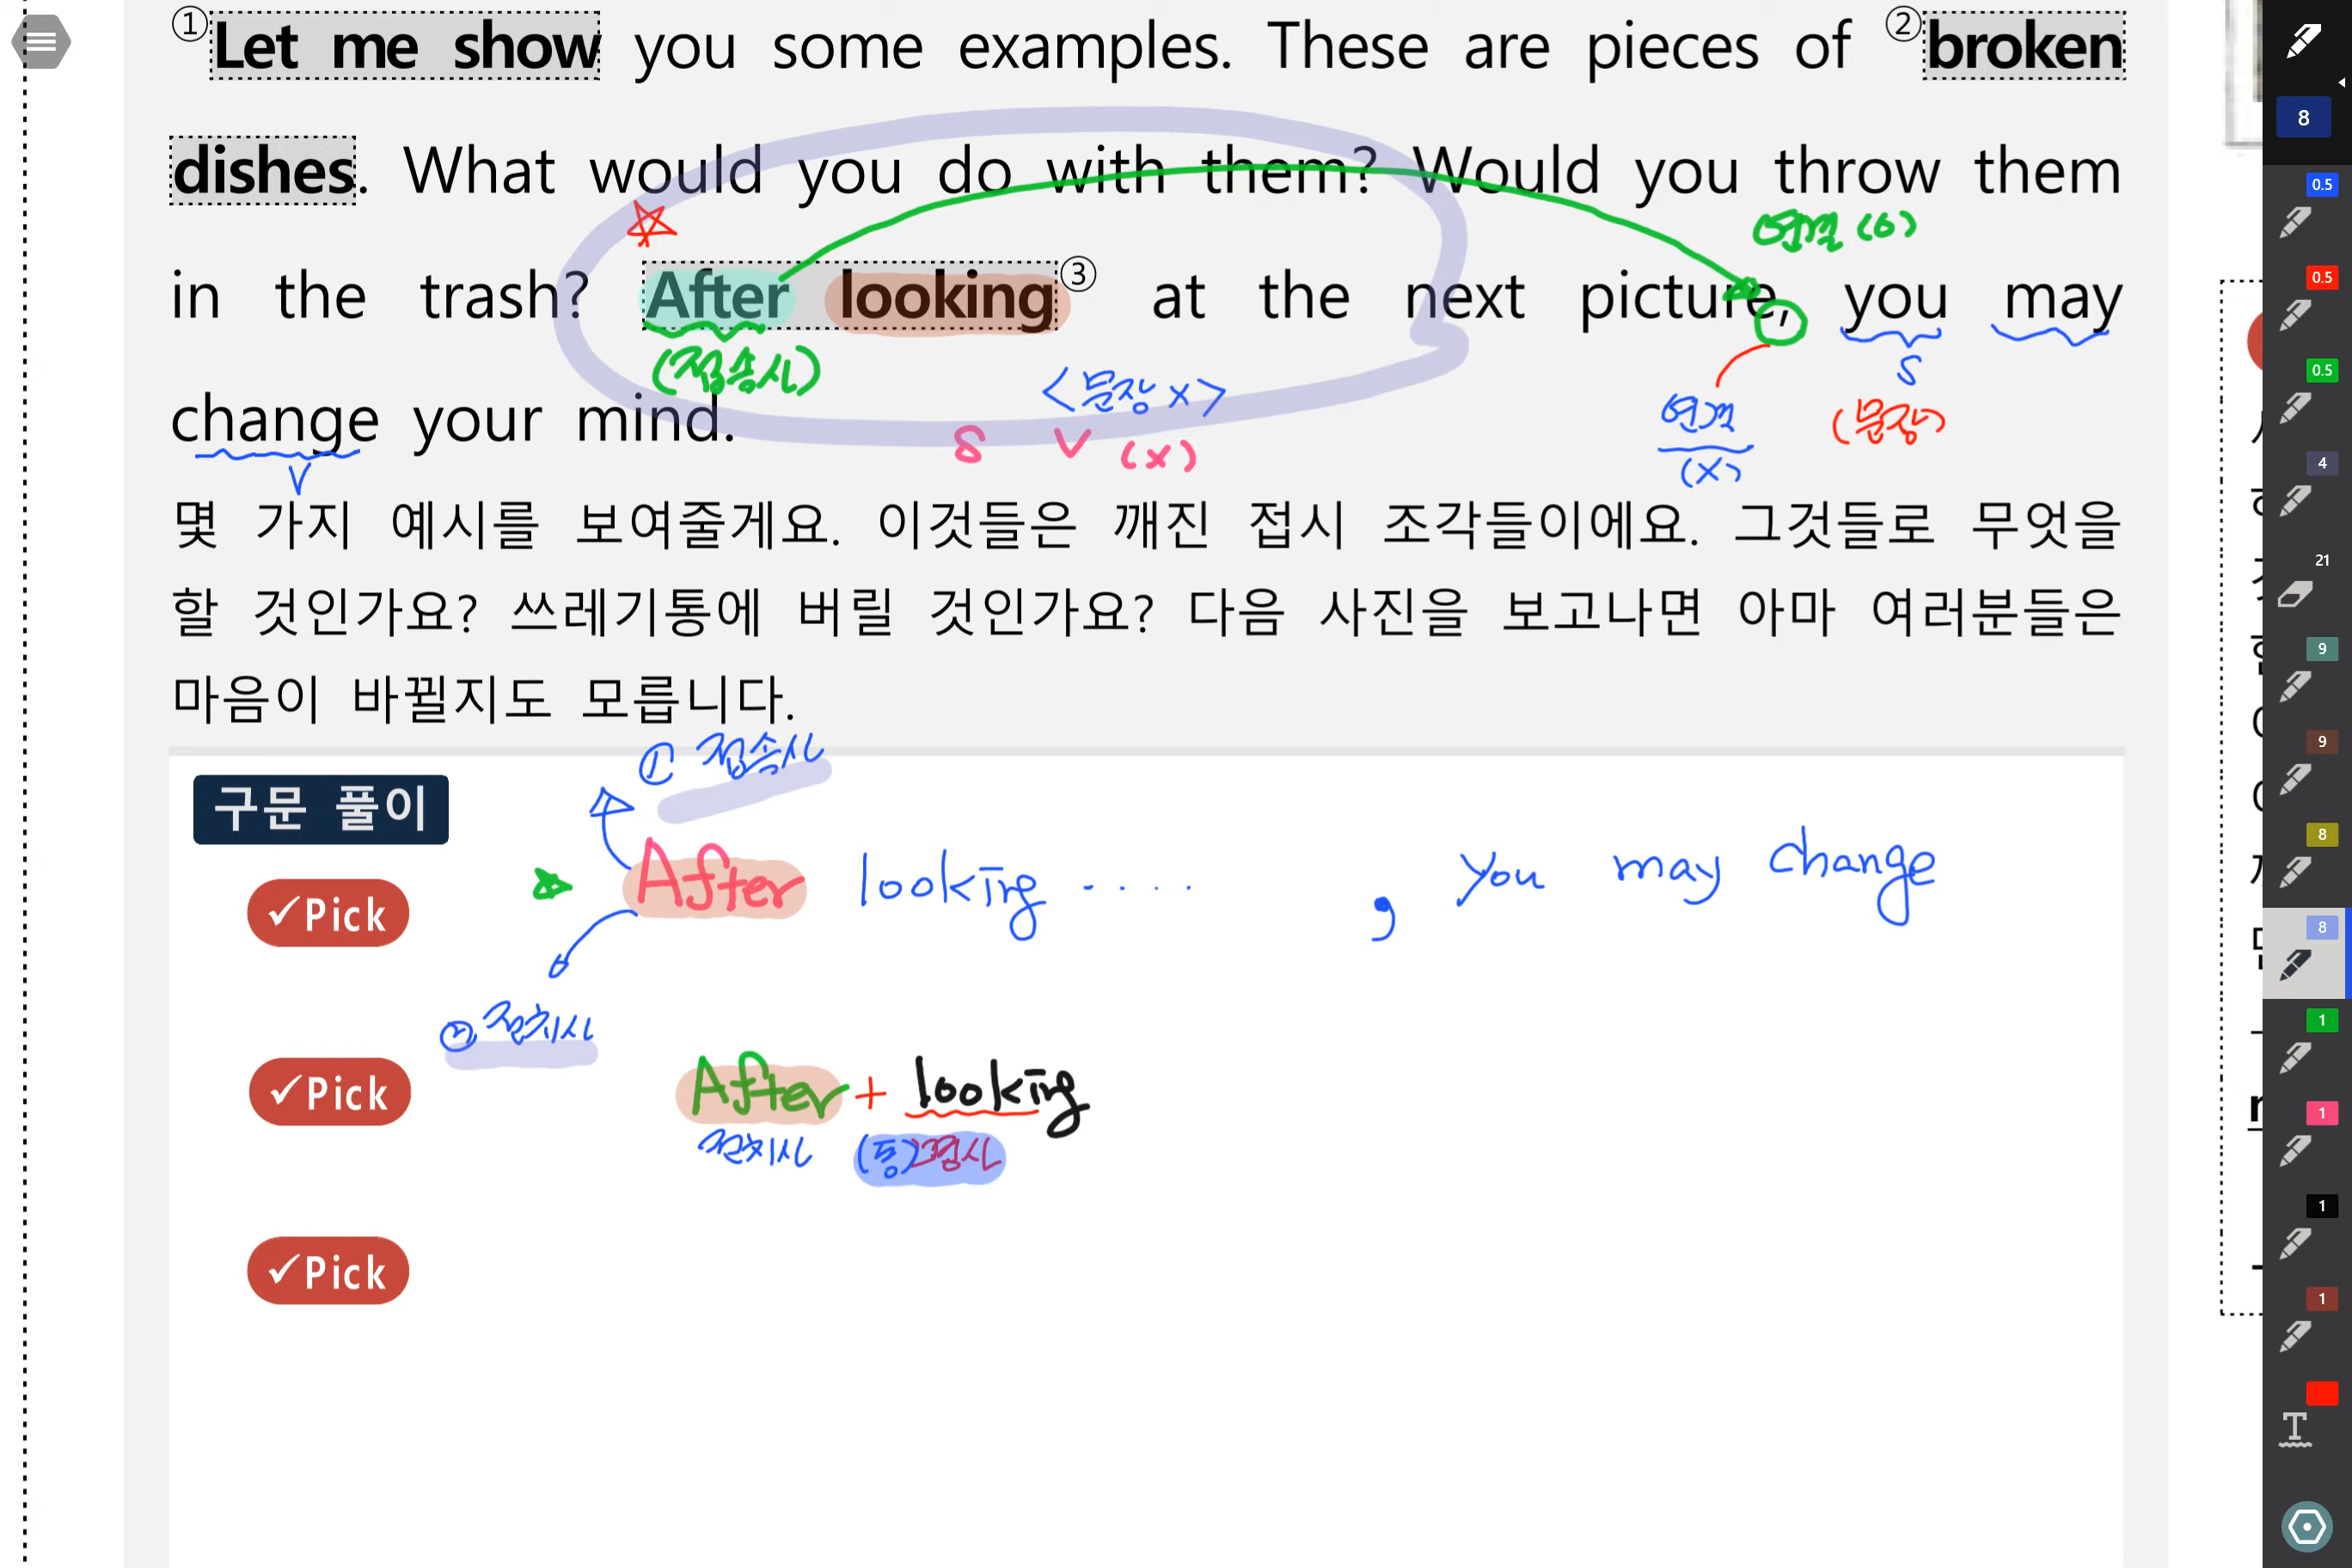 ① Let me show you some examples. These are pieces of ② broken
dishes. What would you do with them? Would you throw them
연결 (o)
in the trash? After looking ③ at the next picture, you may
(접속사)
<문장 x>
S
연결
(x)
(문장)
change your mind.
S V (x)
V
몇 가지 예시를 보여줄게요. 이것들은 깨진 접시 조각들이에요. 그것들로 무엇을
할 것인가요? 쓰레기통에 버릴 것인가요? 다음 사진을 보고나면 아마 여러분들은
마음이 바뀔지도 모릅니다.
① 접속사
구문 풀이
✓Pick
After looking ···· , you may change
② 전치사
✓Pick
After + looking
전치사 (동)명사
✓Pick
8
0.5
0.5
0.5
4
21
9
9
8
8
1
1
1
1
T